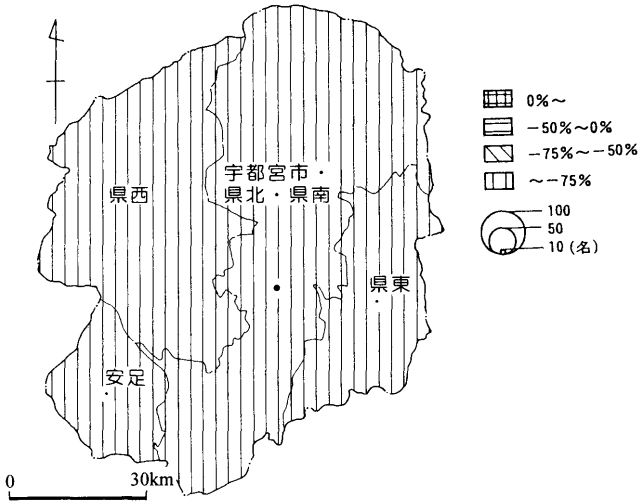 県西
宇都宮市・
県北・県南
県東
安足
0%～
－50%～0%
－75%～－50%
～－75%
100
50
10 (名)
0
30km